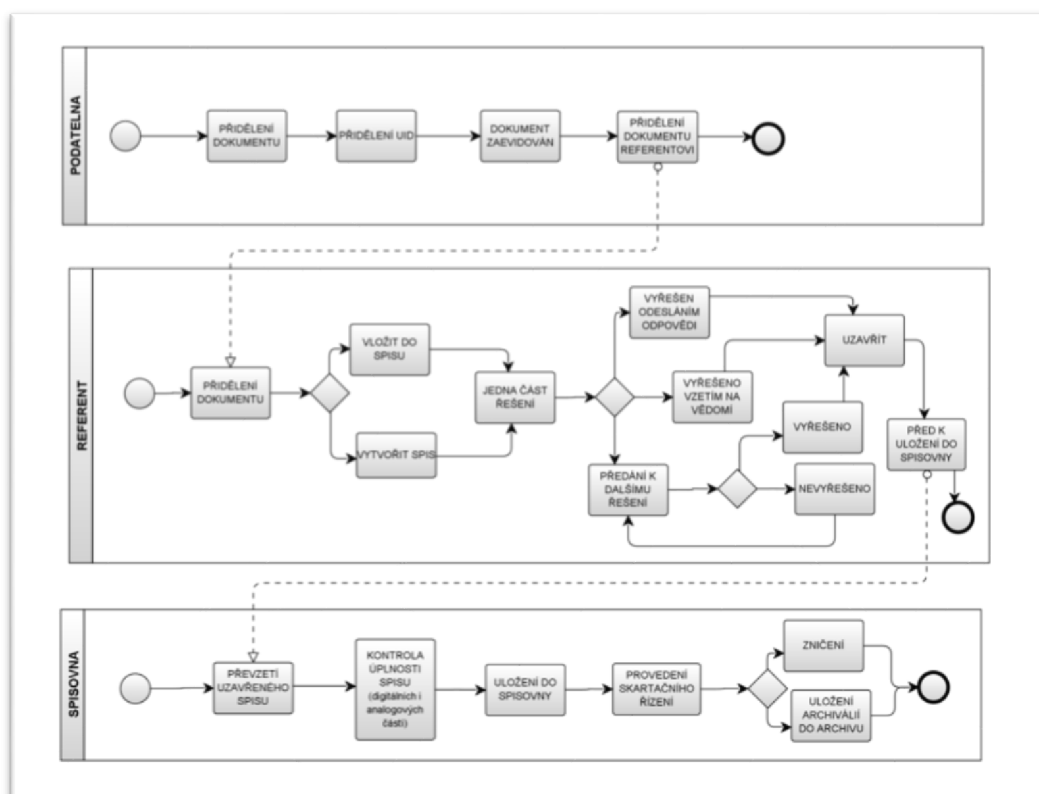 PODATELNA
PŘIDĚLENÍ
DOKUMENTU
PŘIDĚLENÍ UID
DOKUMENT
ZAEVIDOVÁN
PŘIDĚLENÍ
DOKUMENTU
REFERENTOVI
REFERENT
PŘIDĚLENÍ
DOKUMENTU
VLOŽIT DO
SPISU
VYTVOŘIT SPIS
JEDNA ČÁST
ŘEŠENÍ
VYŘEŠEN
ODESLÁNÍM
ODPOVĚDI
VYŘEŠENO
VZETÍM NA
VĚDOMÍ
PŘEDÁNÍ K
DALŠÍMU
ŘEŠENÍ
VYŘEŠENO
NEVYŘEŠENO
UZAVŘÍT
PŘED K
ULOŽENÍ DO
SPISOVNY
SPISOVNA
PŘEVZETÍ
UZAVŘENÉHO
SPISU
KONTROLA
ÚPLNOSTI
SPISU
(digitálních i
analogových
částí)
ULOŽENÍ DO
SPISOVNY
PROVEDENÍ
SKARTAČNÍHO
ŘÍZENÍ
ZNIČENÍ
ULOŽENÍ
ARCHIVÁLIÍ
DO ARCHIVU